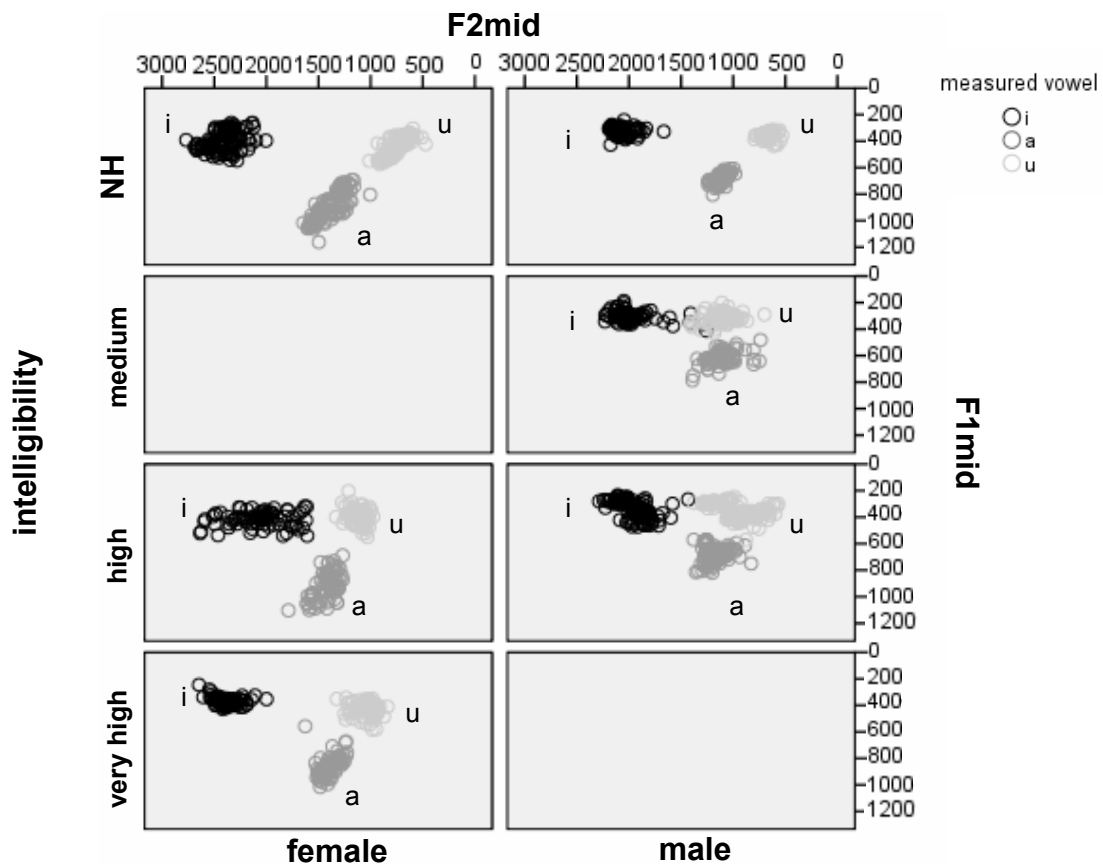 F2mid
3000 2500 2000 1500 1000 500 0 3000 2500 2000 1500 1000 500 0
measured vowel
i
a
u
intelligibility
F1mid
NH
i
u
a
i
u
a
0
200
400
600
800
1000
1200
medium
i
u
a
0
200
400
600
800
1000
1200
high
i
u
a
i
u
a
0
200
400
600
800
1000
1200
very high
i
u
a
0
200
400
600
800
1000
1200
female male